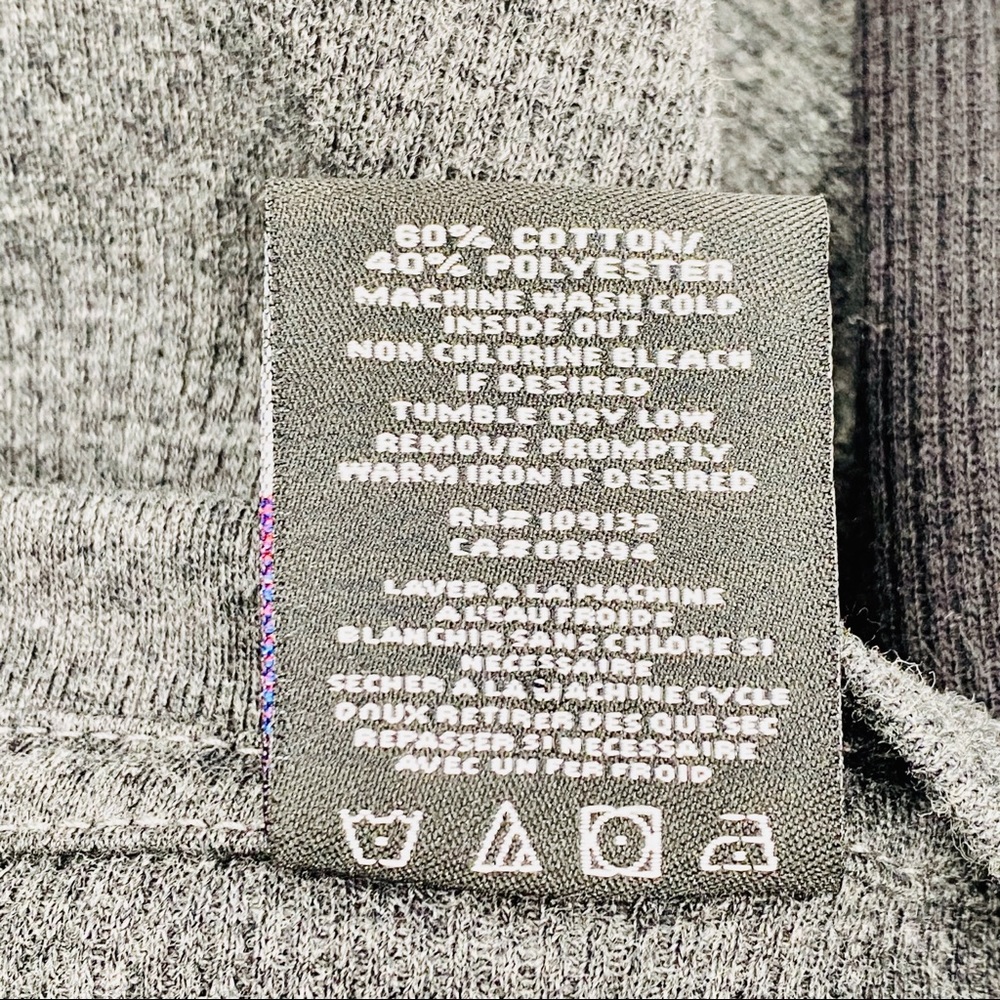 60% COTTON/
40% POLYESTER
MACHINE WASH COLD
INSIDE OUT
NON CHLORINE BLEACH
IF DESIRED
TUMBLE DRY LOW
REMOVE PROMPTLY
WARM IRON IF DESIRED
RN# 109135
CA# 06894
LAVER A LA MACHINE
A L'EAU FROIDE
BLANCHIR SANS CHLORE SI
NECESSAIRE
SECHER A LA MACHINE CYCLE
DOUX RETIRER DES QUE SEC
REPASSER SI NECESSAIRE
AVEC UN FER FROID